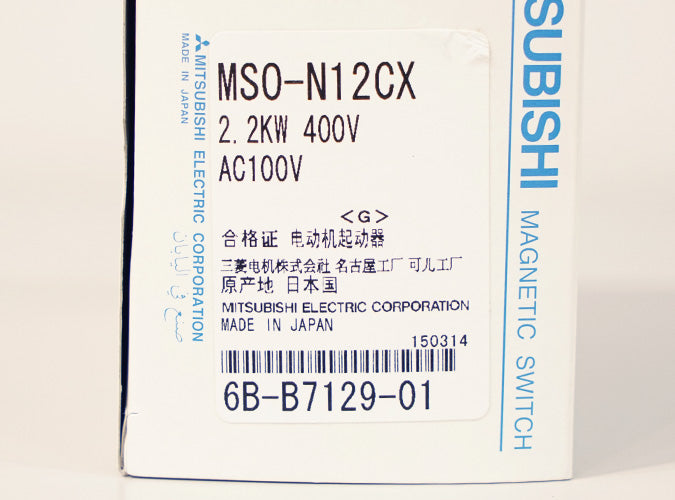 MITSUBISHI ELECTRIC CORPORATION
MADE IN JAPAN
صنع في اليابان
MSO-N12CX
2.2KW 400V
AC100V
<G>
合格证 电动机起动器
三菱电机株式会社 名古屋工厂 可儿工厂
原产地 日本国
MITSUBISHI ELECTRIC CORPORATION
MADE IN JAPAN
150314
6B-B7129-01
SUBISHI MAGNETIC SWITCH